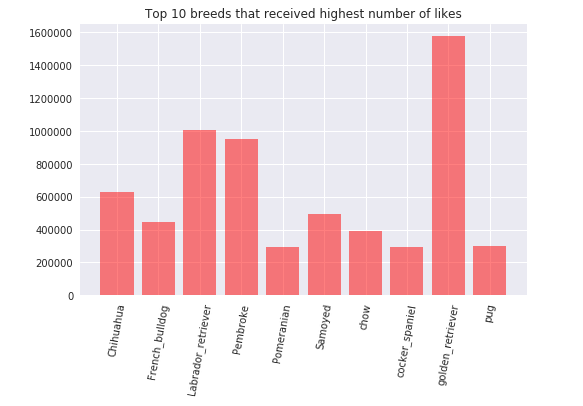 Top 10 breeds that received highest number of likes
1600000
1400000
1200000
1000000
800000
600000
400000
200000
0
Chihuahua
French_bulldog
Labrador_retriever
Pembroke
Pomeranian
Samoyed
chow
cocker_spaniel
golden_retriever
pug